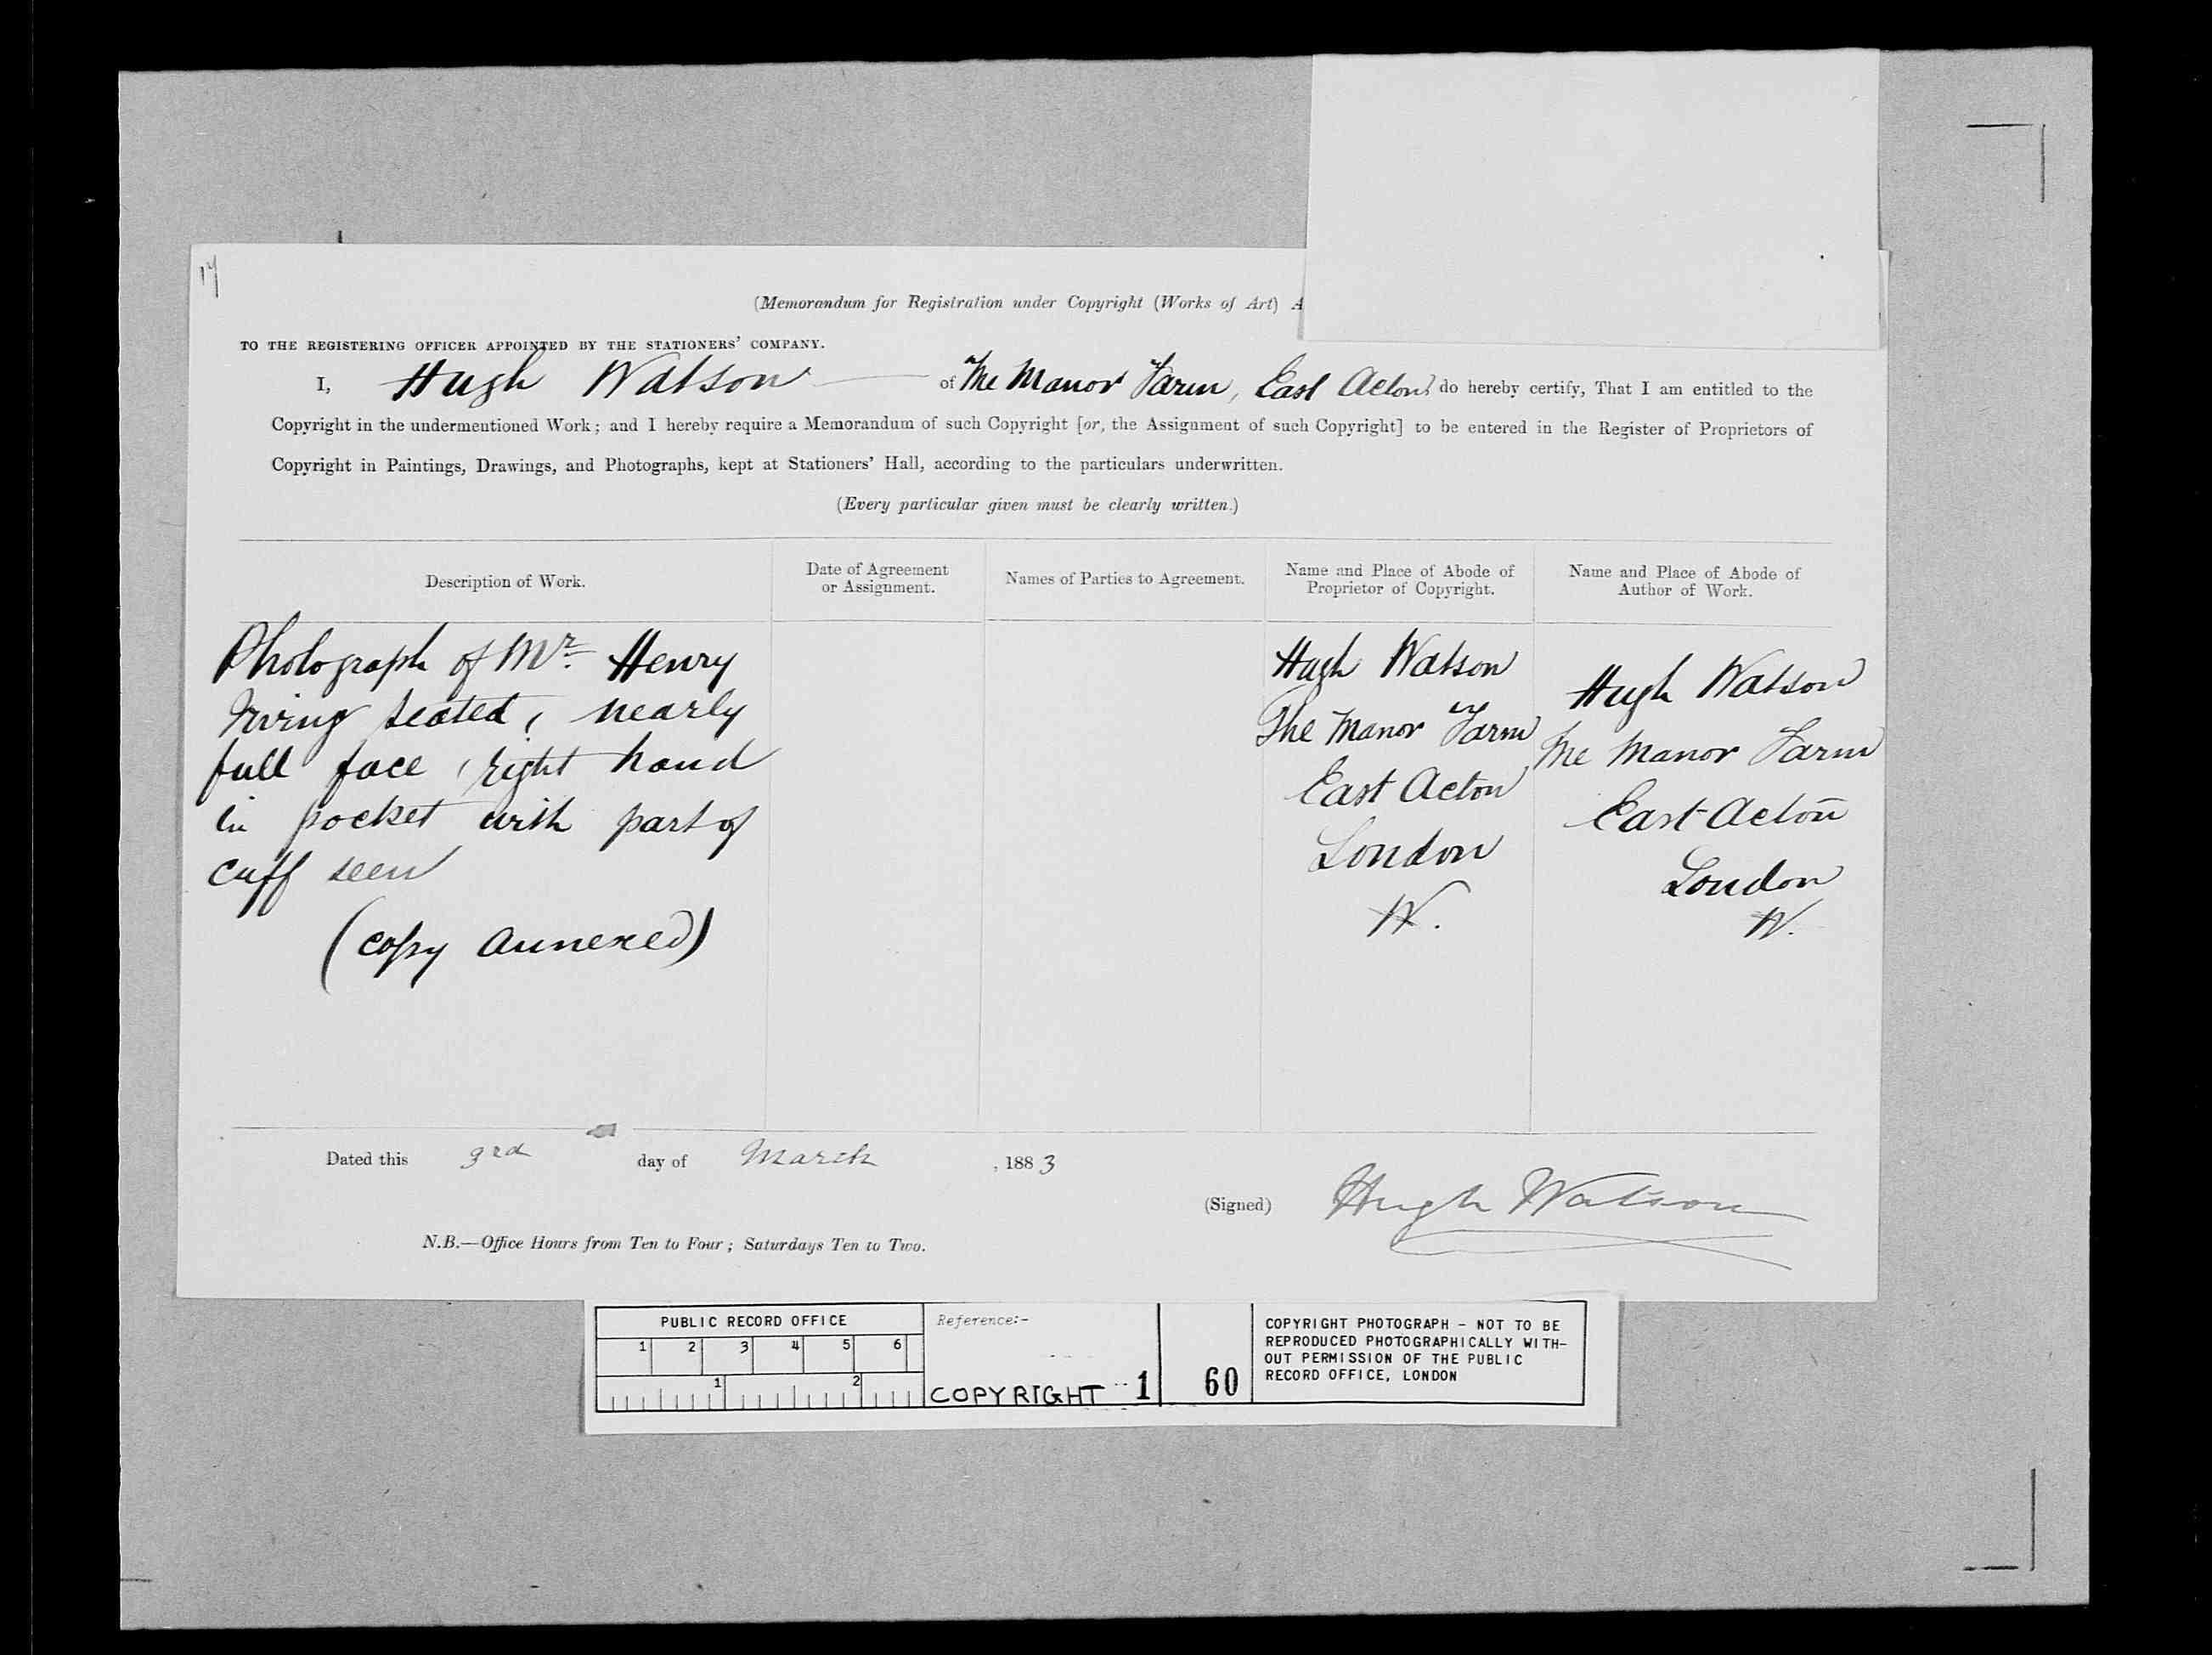 17
(Memorandum for Registration under Copyright (Works of Art) A
TO THE REGISTERING OFFICER APPOINTED BY THE STATIONERS' COMPANY.
I, Hugh Watson of The Manor Farm, East Acton, do hereby certify, That I am entitled to the
Copyright in the undermentioned Work; and I hereby require a Memorandum of such Copyright [or, the Assignment of such Copyright] to be entered in the Register of Proprietors of
Copyright in Paintings, Drawings, and Photographs, kept at Stationers' Hall, according to the particulars underwritten.
(Every particular given must be clearly written.)
Description of Work.
Photograph of Mr. Henry
Irving seated, nearly
full face, right hand
in pocket with part of
cuff seen
(copy annexed)
Date of Agreement
or Assignment.
Names of Parties to Agreement.
Name and Place of Abode of
Proprietor of Copyright.
Hugh Watson
The Manor Farm
East Acton
London
W.
Name and Place of Abode of
Author of Work.
Hugh Watson
The Manor Farm
East Acton
London
W.
Dated this 3rd day of March , 1883
(Signed) Hugh Watson
N.B.—Office Hours from Ten to Four; Saturdays Ten to Two.
PUBLIC RECORD OFFICE
1 2 3 4 5 6
1 2
Reference:-
COPYRIGHT 1 60
COPYRIGHT PHOTOGRAPH - NOT TO BE
REPRODUCED PHOTOGRAPHICALLY WITH-
OUT PERMISSION OF THE PUBLIC
RECORD OFFICE, LONDON